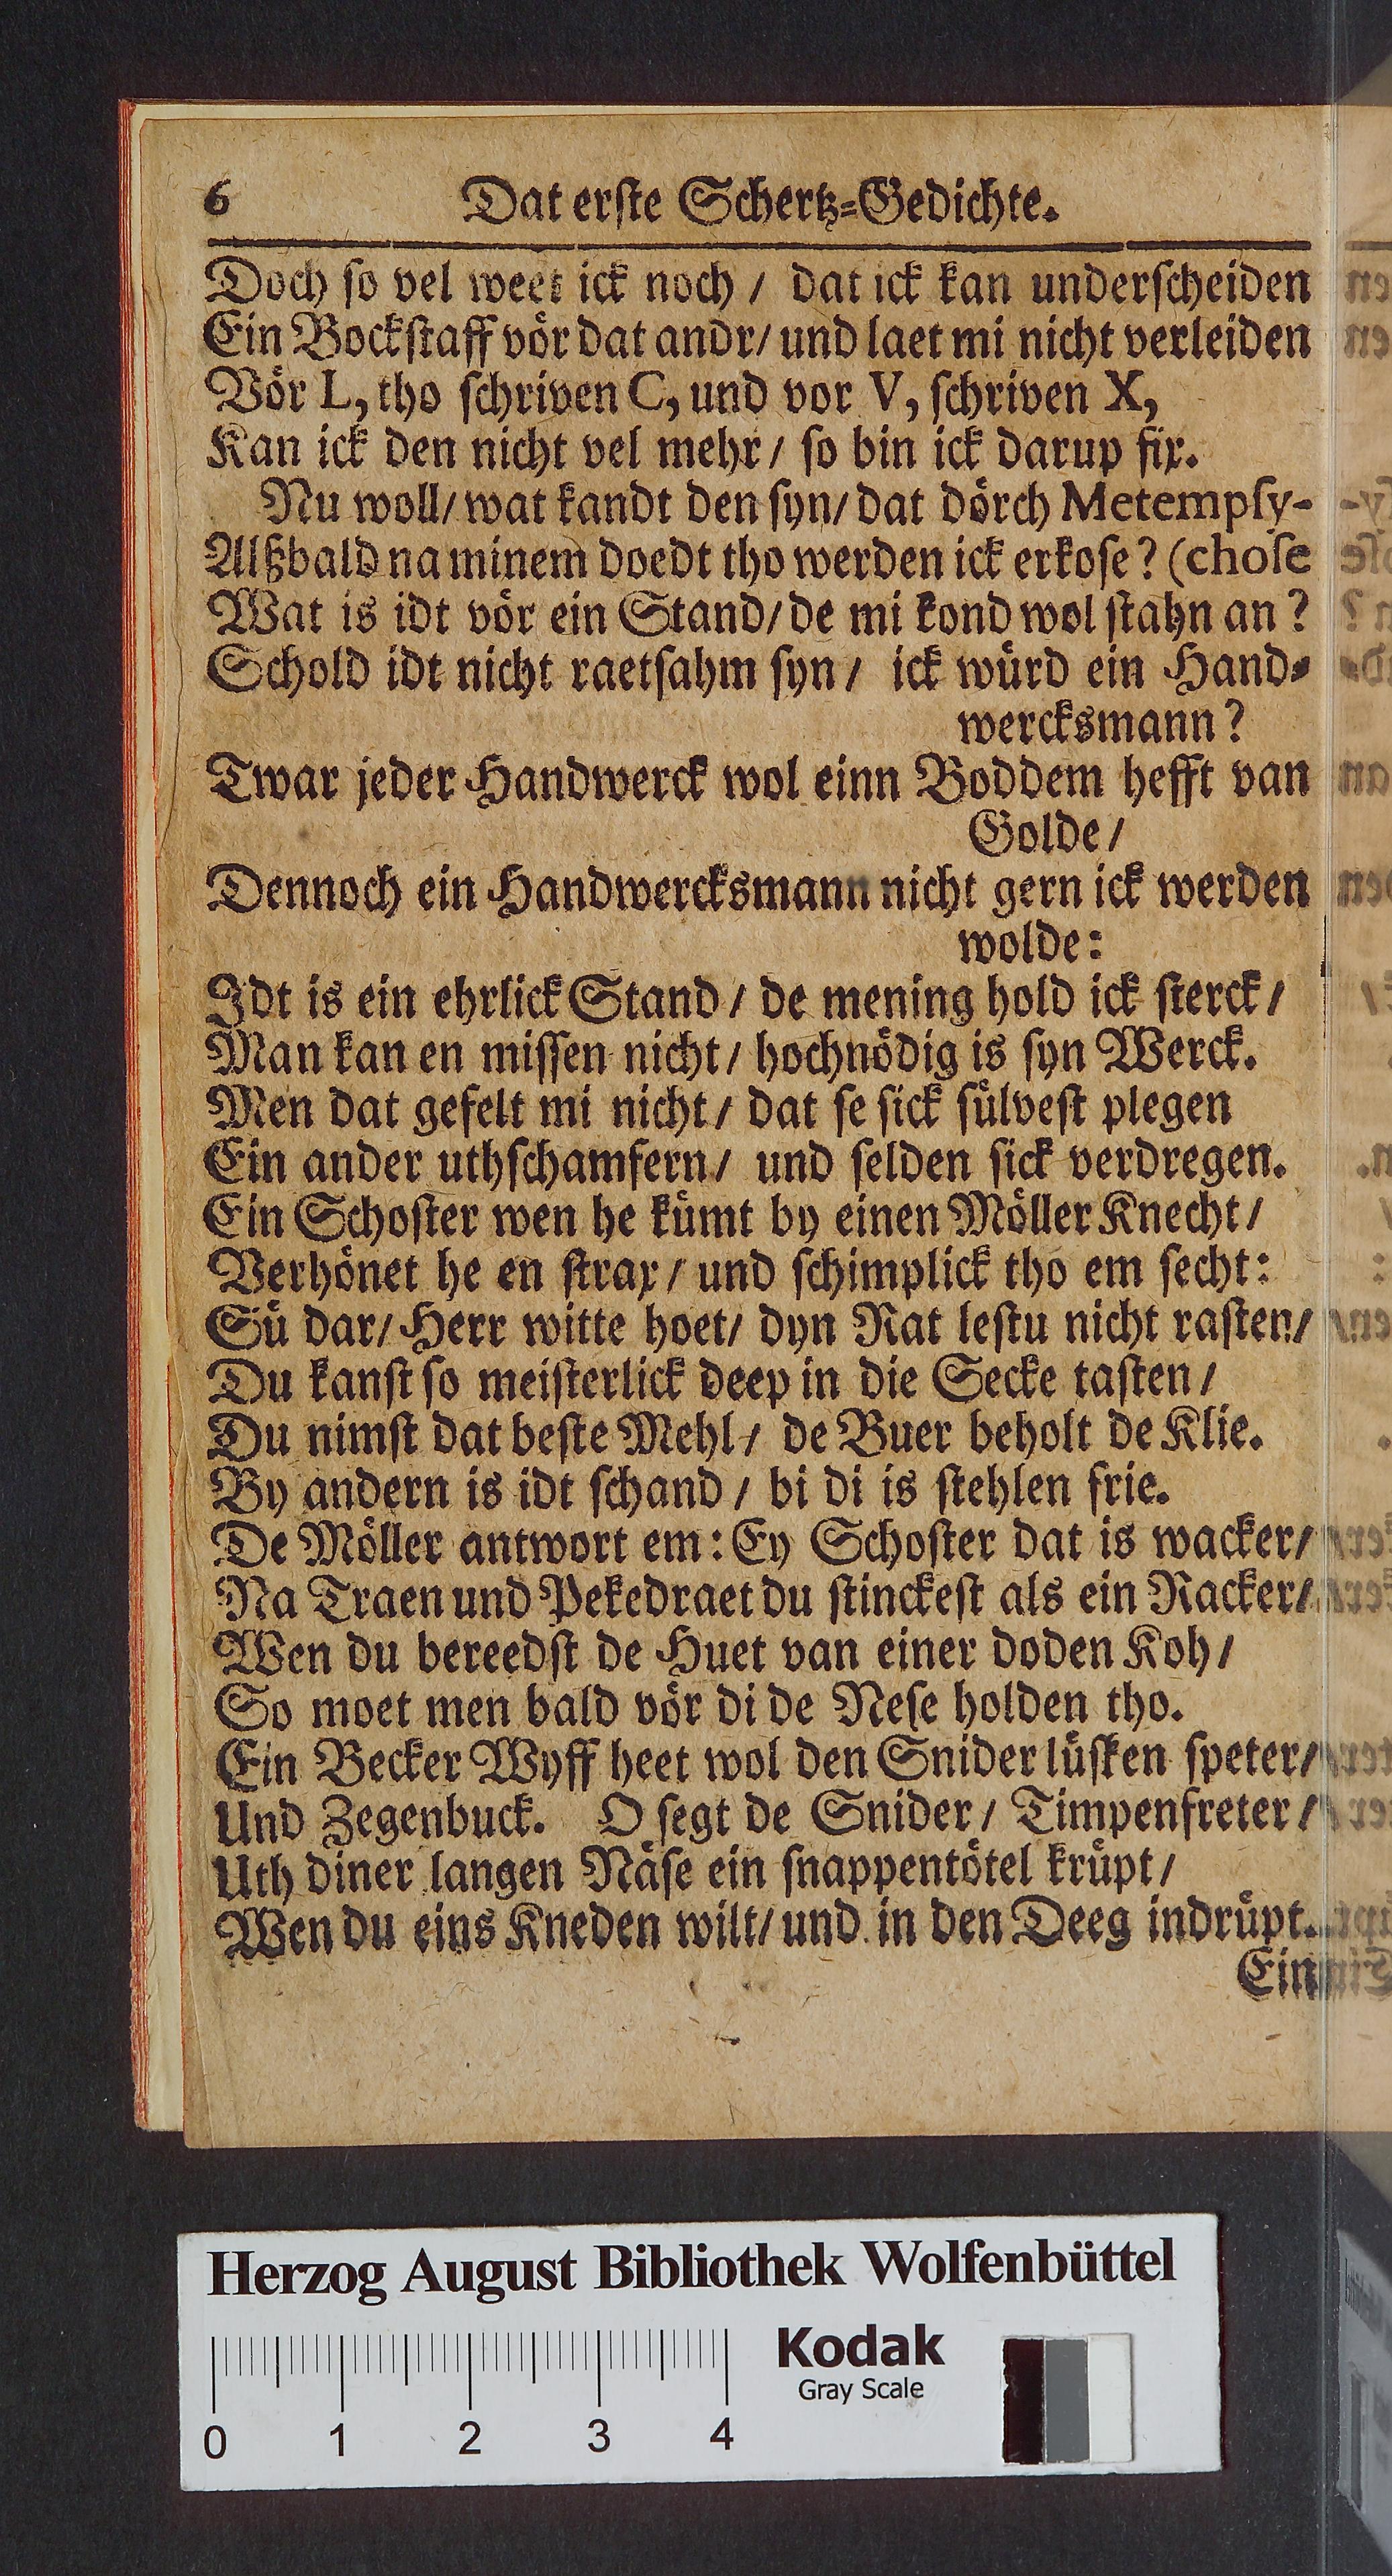 6 Dat erſte Schertz-Gedichte.
Doch ſo vel weet ick noch / dat ick kan underſcheiden
Ein Bockſtaff vör dat andr/ und laet mi nicht verleiden
Vör L, tho ſchriven C, und vor V, ſchriven X,
Kan ick den nicht vel mehr / ſo bin ick darup fix.
Nu woll/ wat kandt den ſyn/ dat dörch Metempſy-
Alßbald na minem doedt tho werden ick erkoſe? (choſe
Wat is idt vör ein Stand/ de mi kond wol ſtahn an?
Schold idt nicht raetſahm ſyn / ick würd ein Hand-
wercksmann?
Twar jeder Handwerck wol einn Boddem hefft van
Golde /
Dennoch ein Handwercksmann nicht gern ick werden
wolde:
Idt is ein ehrlick Stand / de mening hold ick ſterck /
Man kan en miſſen nicht / hochnödig is ſyn Werck.
Men dat gefelt mi nicht / dat ſe ſick ſülveſt plegen
Ein ander uthſchamfern / und ſelden ſick verdregen.
Ein Schoſter wen he kümt by einen Möller Knecht /
Verhönet he en ſtrax / und ſchimplick tho em ſecht:
Sü dar/ Herr witte hoet/ dyn Rat leſtu nicht raſten/
Du kanſt ſo meiſterlick deep in die Secke taſten /
Du nimſt dat beſte Mehl / de Buer beholt de Klie.
By andern is idt ſchand / bi di is ſtehlen frie.
De Möller antwort em: Ey Schoſter dat is wacker/
Na Traen und Pekedraet du ſtinckeſt als ein Racker/
Wen du bereedſt de Huet van einer doden Koh /
So moet men bald vör di de Neſe holden tho.
Ein Becker Wyff heet wol den Snider lüſken ſpeter/
Und Zegenbuck. O ſegt de Snider / Timpenfreter /
Uth diner langen Näſe ein ſnappentötel krüpt /
Wen du eins Kneden wilt/ und in den Deeg indrüpt.
Ein
Herzog August Bibliothek Wolfenbüttel
Kodak
Gray Scale
0 1 2 3 4